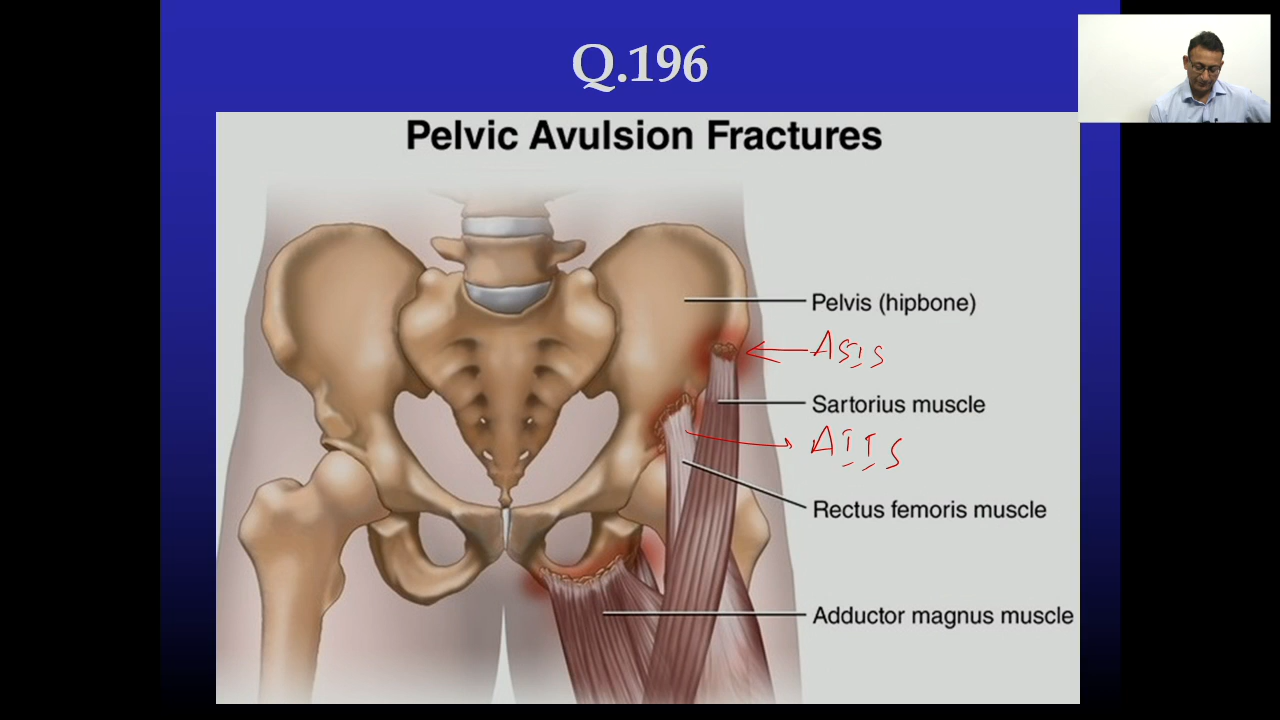 Q.196
Pelvic Avulsion Fractures
Pelvis (hipbone)
ASIS
Sartorius muscle
AIIS
Rectus femoris muscle
Adductor magnus muscle